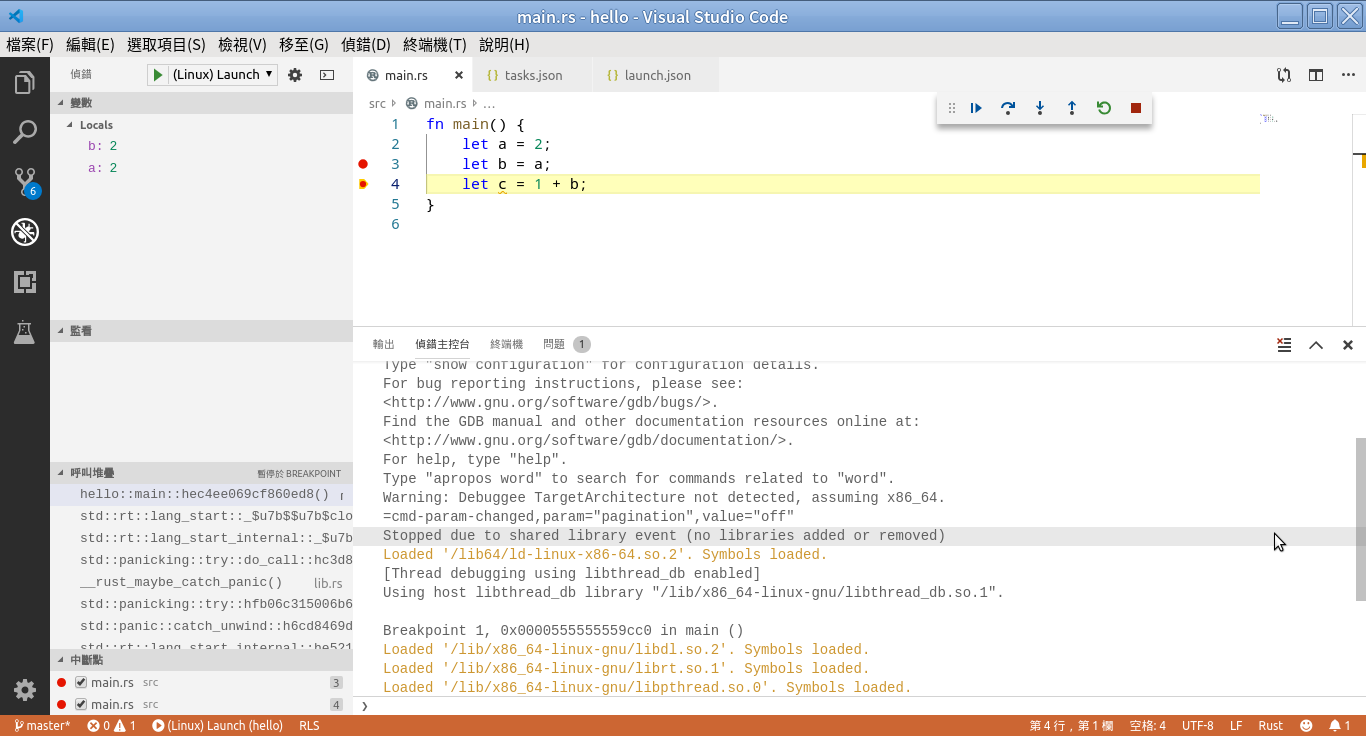 main.rs - hello - Visual Studio Code
檔案(F) 編輯(E) 選取項目(S) 檢視(V) 移至(G) 偵錯(D) 終端機(T) 說明(H)
偵錯 (Linux) Launch
main.rs tasks.json launch.json
變數
Locals
b: 2
a: 2
6
監看
呼叫堆疊 暫停於 BREAKPOINT
hello::main::hec4ee069cf860ed8()
std::rt::lang_start::_$u7b$$u7b$clo
std::rt::lang_start_internal::_$u7b
std::panicking::try::do_call::hc3d8
__rust_maybe_catch_panic() lib.rs
std::panicking::try::hfb06c315006b6
std::panic::catch_unwind::h6cd8469d
std::rt::lang_start_internal::he521
中斷點
main.rs src 3
main.rs src 4
src main.rs …
1 fn main() {
2 let a = 2;
3 let b = a;
4 let c = 1 + b;
5 }
6
輸出 偵錯主控台 終端機 問題 1
Type "show configuration" for configuration details.
For bug reporting instructions, please see:
<http://www.gnu.org/software/gdb/bugs/>.
Find the GDB manual and other documentation resources online at:
<http://www.gnu.org/software/gdb/documentation/>.
For help, type "help".
Type "apropos word" to search for commands related to "word".
Warning: Debuggee TargetArchitecture not detected, assuming x86_64.
=cmd-param-changed,param="pagination",value="off"
Stopped due to shared library event (no libraries added or removed)
Loaded '/lib64/ld-linux-x86-64.so.2'. Symbols loaded.
[Thread debugging using libthread_db enabled]
Using host libthread_db library "/lib/x86_64-linux-gnu/libthread_db.so.1".
Breakpoint 1, 0x0000555555559cc0 in main ()
Loaded '/lib/x86_64-linux-gnu/libdl.so.2'. Symbols loaded.
Loaded '/lib/x86_64-linux-gnu/librt.so.1'. Symbols loaded.
Loaded '/lib/x86_64-linux-gnu/libpthread.so.0'. Symbols loaded.
❯
master* 0 1 (Linux) Launch (hello) RLS 第 4 行，第 1 欄 空格: 4 UTF-8 LF Rust 1